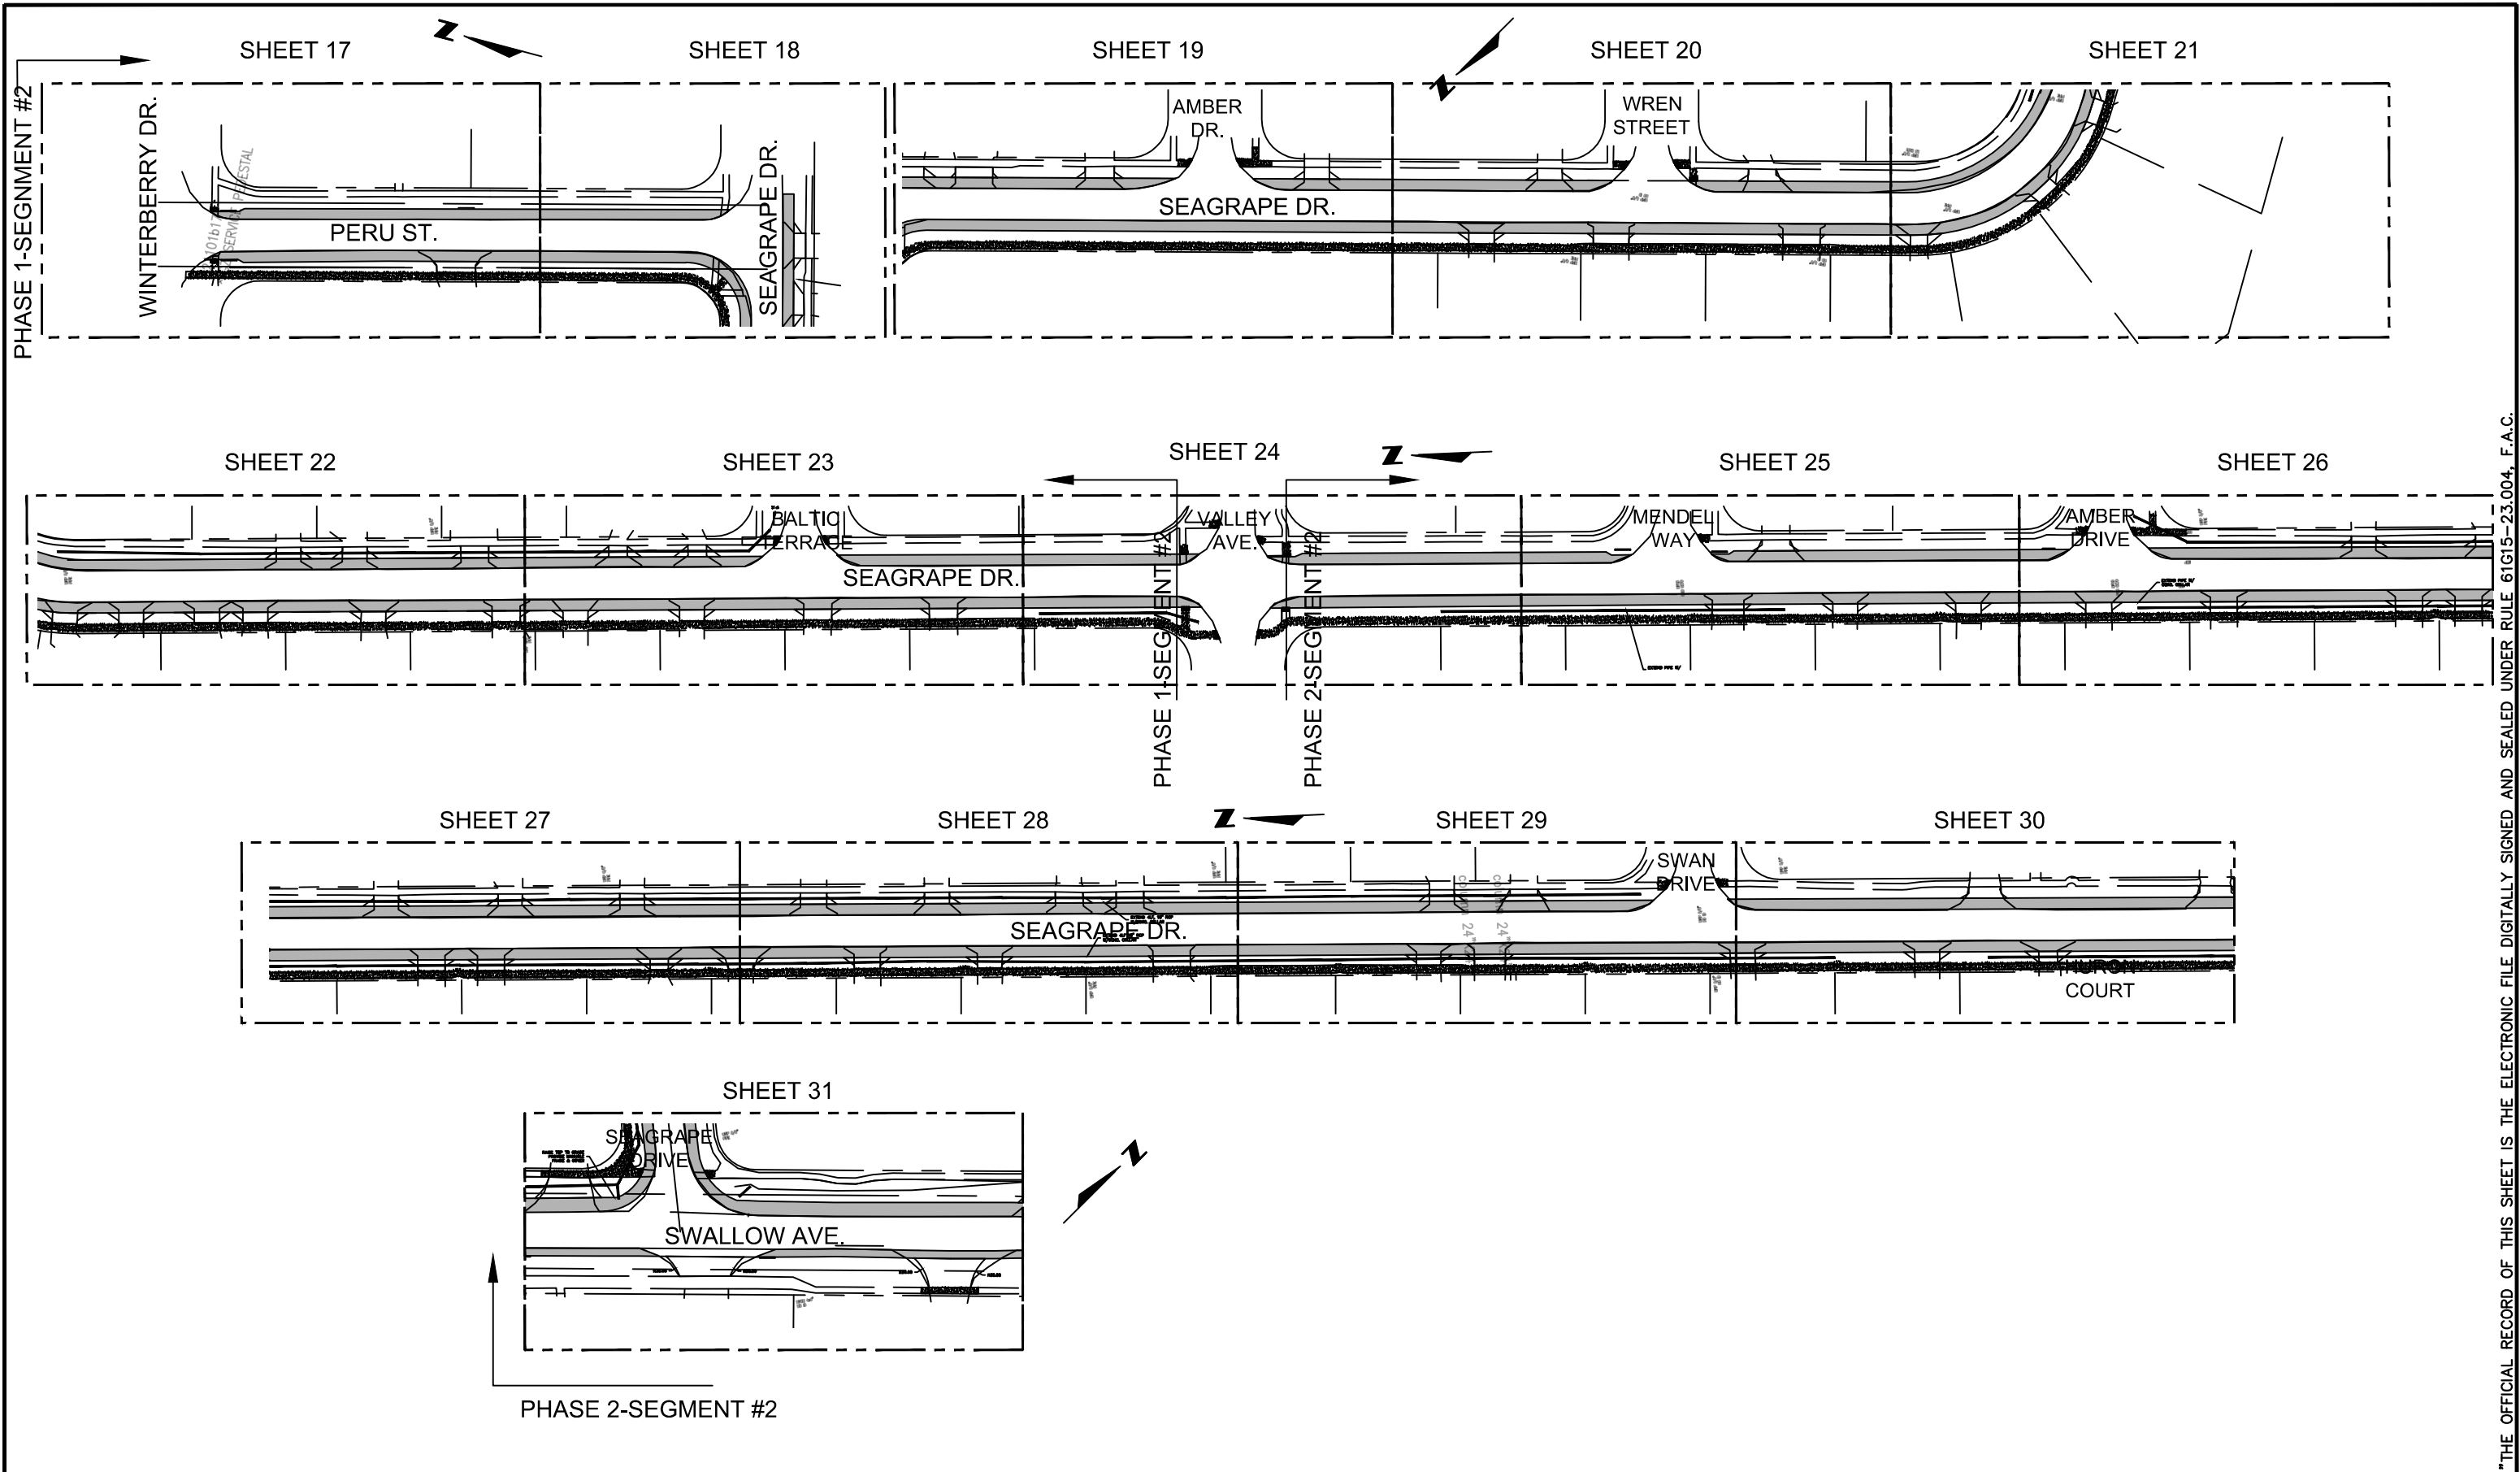 SHEET 17
SHEET 18
SHEET 19
SHEET 20
SHEET 21
Z
Z
PHASE 1-SEGNMENT #2
WINTERBERRY DR.
SERVICE PEDESTAL
PERU ST.
SEAGRAPE DR.
AMBER
DR.
SEAGRAPE DR.
WREN
STREET
SHEET 22
SHEET 23
SHEET 24
Z
SHEET 25
SHEET 26
BALTIC
TERRACE
SEAGRAPE DR.
VALLEY
AVE.
PHASE 1-SEGMENT #2
PHASE 2-SEGMENT #2
MENDEL
WAY
AMBER
DRIVE
SHEET 27
SHEET 28
Z
SHEET 29
SHEET 30
SEAGRAPE DR.
SWAN
DRIVE
HURON
COURT
SHEET 31
SEAGRAPE
DRIVE
Z
SWALLOW AVE.
PHASE 2-SEGMENT #2
"THE OFFICIAL RECORD OF THIS SHEET IS THE ELECTRONIC FILE DIGITALLY SIGNED AND SEALED UNDER RULE 61G15-23.004, F.A.C.